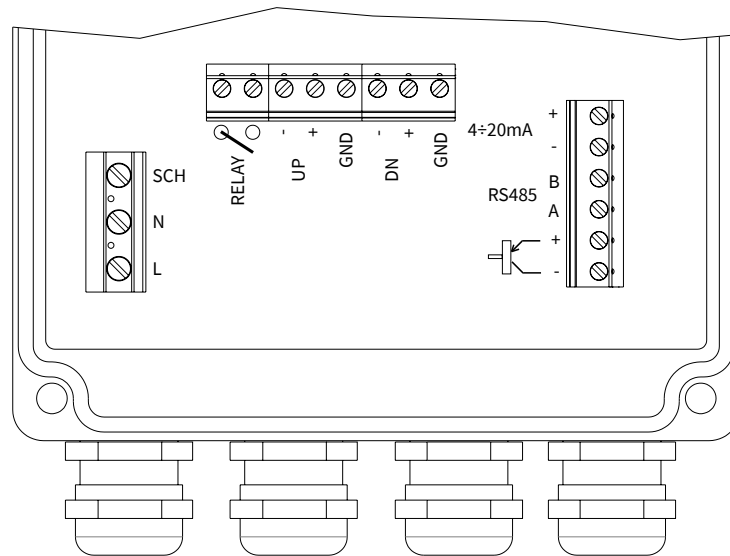 SCH
N
L
RELAY
- + GND
UP
- + GND
DN
4÷20mA
+
-
RS485
B
A
+
-